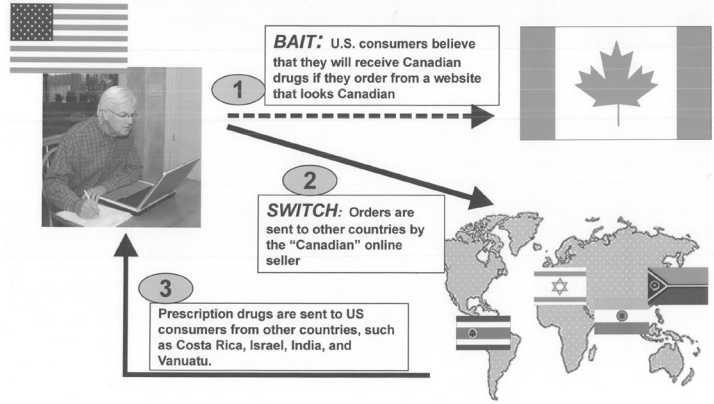 1
BAIT: U.S. consumers believe
that they will receive Canadian
drugs if they order from a website
that looks Canadian
2
SWITCH: Orders are
sent to other countries by
the “Canadian” online
seller
3
Prescription drugs are sent to US
consumers from other countries, such
as Costa Rica, Israel, India, and
Vanuatu.